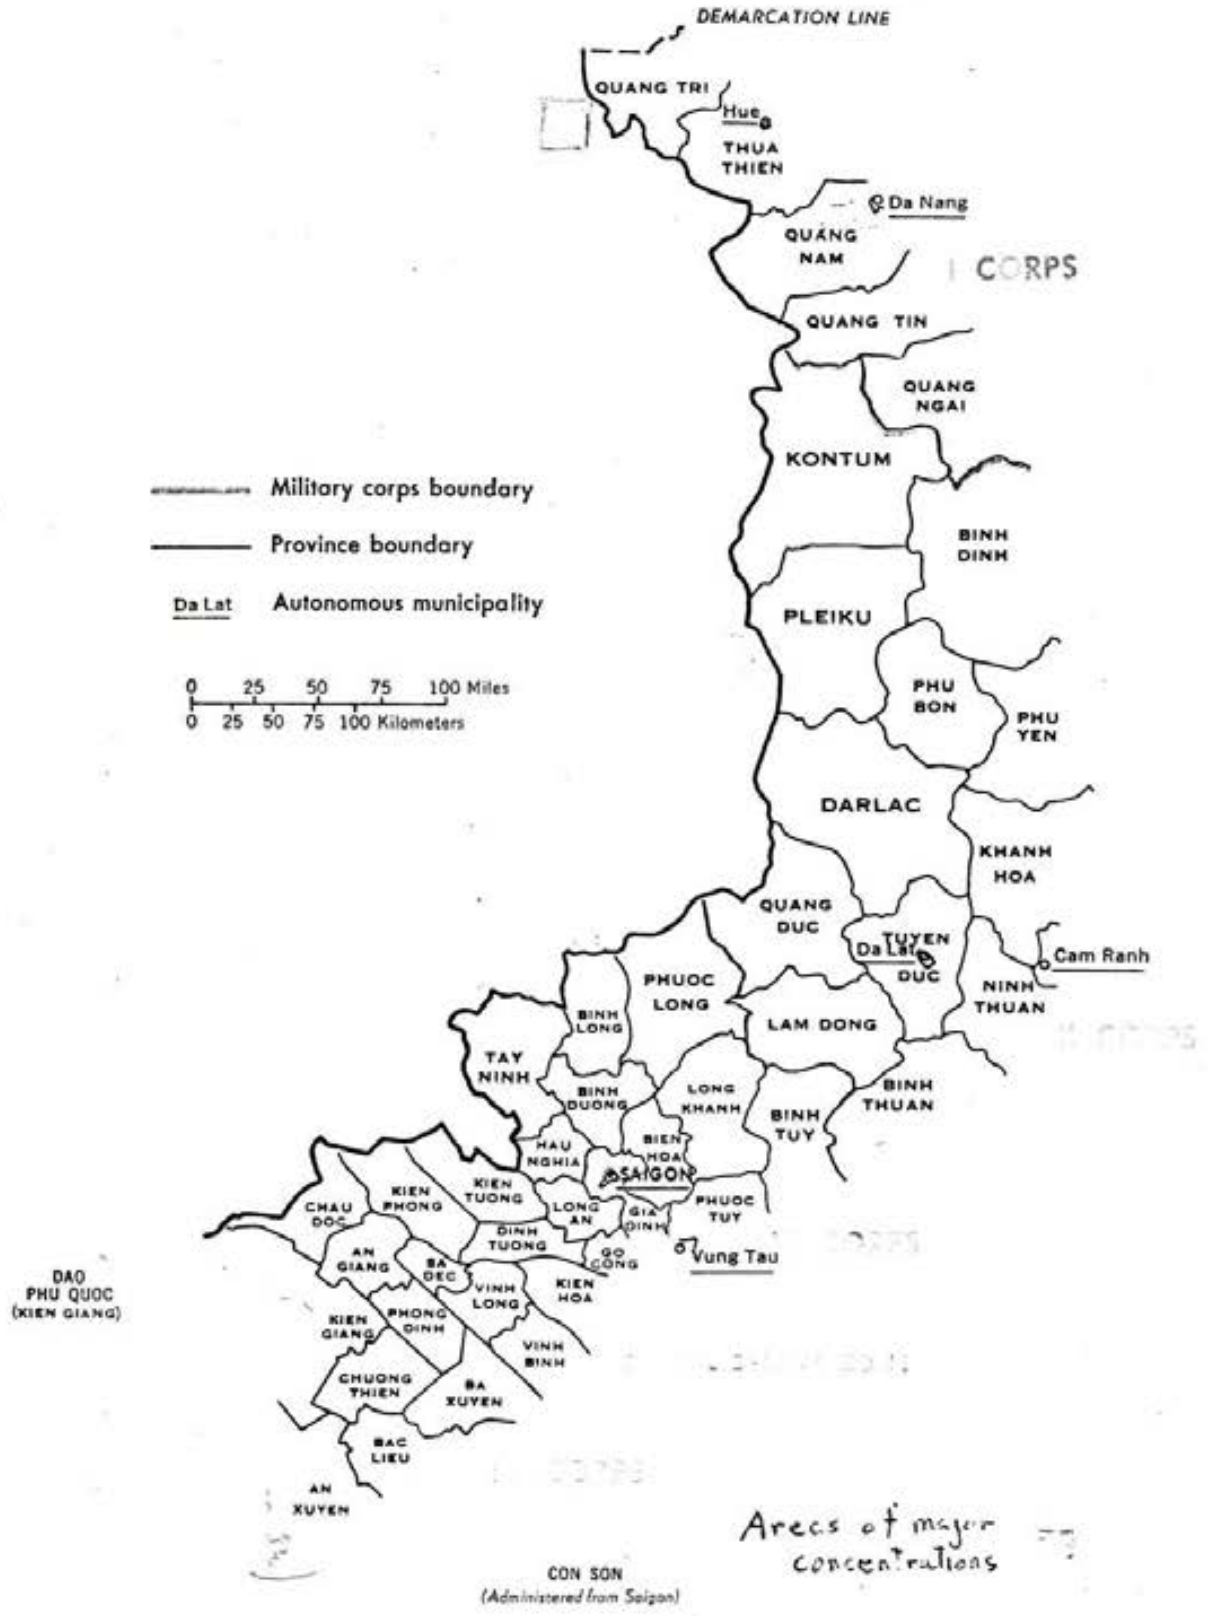 DEMARCATION LINE
QUANG TRI
Hue
THUA
THIEN
Da Nang
QUANG
NAM
I CORPS
QUANG TIN
QUANG
NGAI
KONTUM
Military corps boundary
BINH
DINH
Province boundary
Da Lat Autonomous municipality
PLEIKU
0 25 50 75 100 Miles
0 25 50 75 100 Kilometers
PHU
BON
PHU
YEN
DARLAC
KHANH
HOA
QUANG
DUC
TUYEN
DUC
Da Lat
Cam Ranh
NINH
THUAN
PHUOC
LONG
BINH
LONG
LAM DONG
TAY
NINH
BINH
DUONG
LONG
KHANH
BINH
TUY
BINH
THUAN
HAU
NGHIA
BIEN
HOA
SAIGON
KIEN
TUONG
KIEN
PHONG
CHAU
DOC
LONG
AN
GIA
DINH
PHUOC
TUY
DINH
TUONG
GO
CONG
Vung Tau
AN
GIANG
SA
DEC
VINH
LONG
KIEN
HOA
DAO
PHU QUOC
(KIEN GIANG)
KIEN
GIANG
PHONG
DINH
VINH
BINH
CHUONG
THIEN
BA
XUYEN
BAC
LIEU
AN
XUYEN
Areas of major
concentrations
CON SON
(Administered from Saigon)